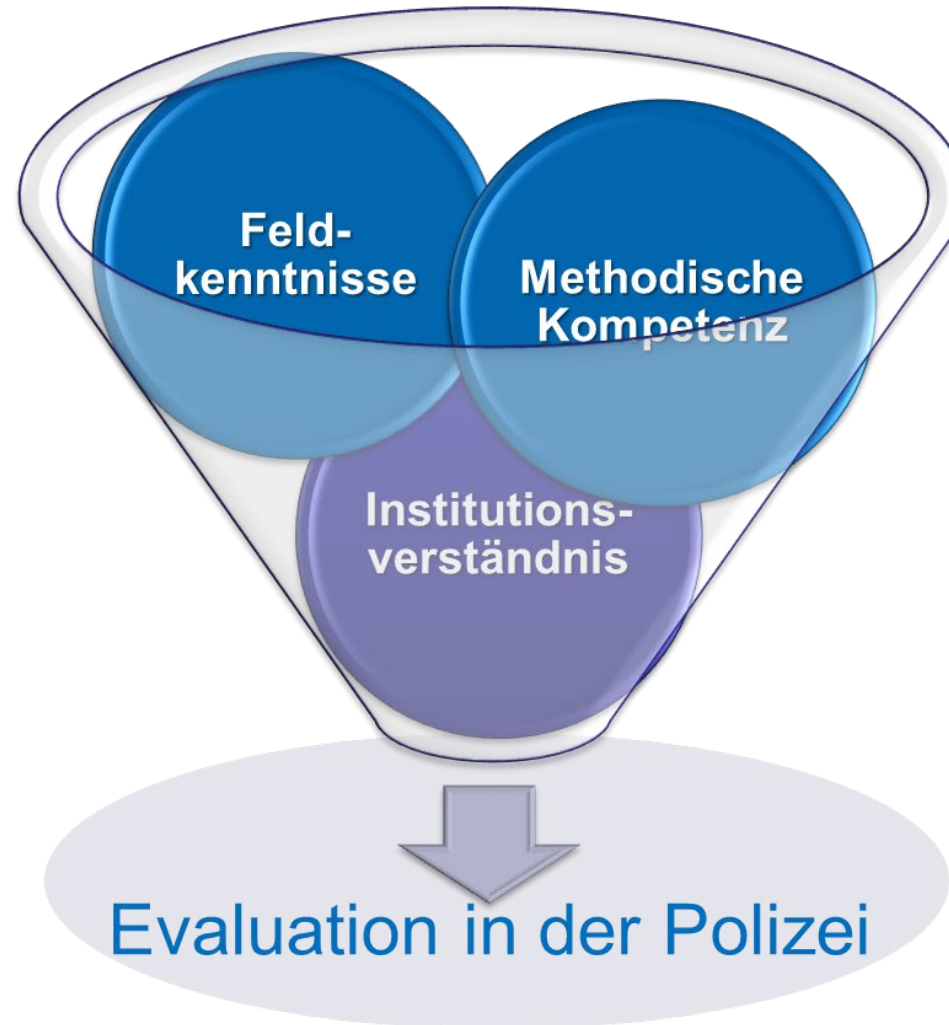 Feld-
kenntnisse
Methodische
Kompetenz
Institutions-
verständnis
Evaluation in der Polizei